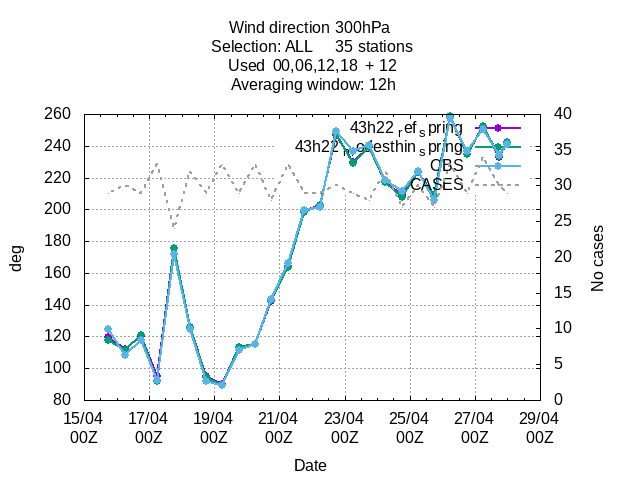 Wind direction 300hPa
Selection: ALL 35 stations
Used 00,06,12,18 + 12
Averaging window: 12h
260
240
220
200
180
160
140
120
100
80
deg
40
35
30
25
20
15
10
5
0
No cases
43h22_ref_spring
spring
OBS
CASES
15/04 17/04 19/04 21/04 23/04 25/04 27/04 29/04
00Z 00Z 00Z 00Z 00Z 00Z 00Z 00Z
Date